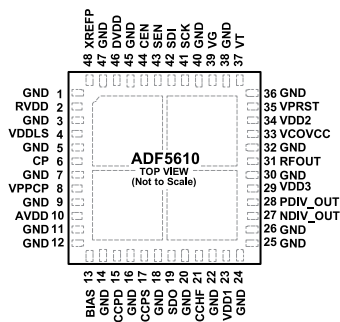 48 XREFP
47 GND
46 DVDD
45 GND
44 CEN
43 SEN
42 SDI
41 SCK
40 GND
39 VG
38 GND
37 VT
GND 1
RVDD 2
GND 3
VDDLS 4
GND 5
CP 6
GND 7
VPPCP 8
GND 9
AVDD 10
GND 11
GND 12
ADF5610
TOP VIEW
(Not to Scale)
36 GND
35 VPRST
34 VDD2
33 VCOVCC
32 GND
31 RFOUT
30 GND
29 VDD3
28 PDIV_OUT
27 NDIV_OUT
26 GND
25 GND
BIAS 13
GND 14
CCPD 15
GND 16
CCPS 17
GND 18
SDO 19
GND 20
CCHF 21
GND 22
VDD1 23
GND 24